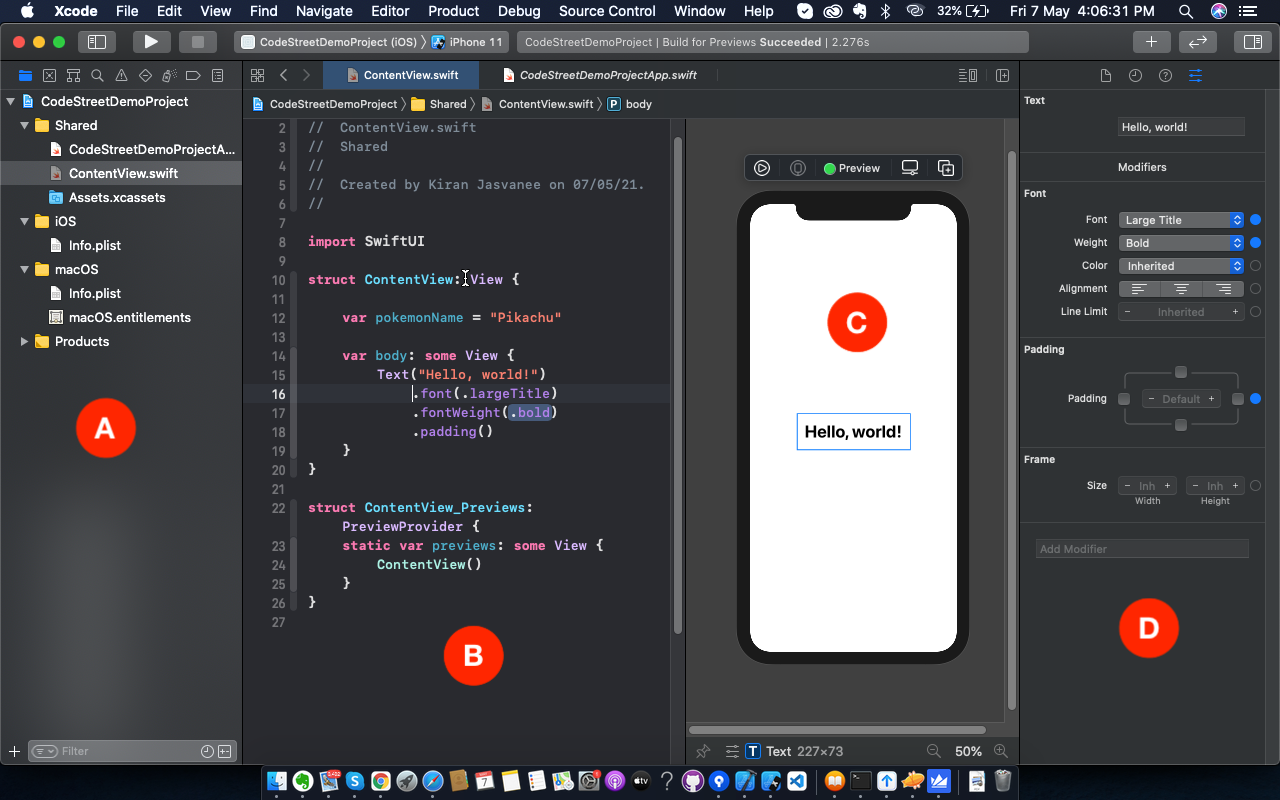 Xcode File Edit View Find Navigate Editor Product Debug Source Control Window Help 32% Fri 7 May 4:06:31 PM
CodeStreetDemoProject (iOS) 〉 iPhone 11
CodeStreetDemoProject | Build for Previews Succeeded | 2.276s
ContentView.swift
CodeStreetDemoProjectApp.swift
CodeStreetDemoProject
Shared
CodeStreetDemoProjectA...
ContentView.swift
Assets.xcassets
iOS
Info.plist
macOS
Info.plist
macOS.entitlements
Products
A
Filter
CodeStreetDemoProject 〉 Shared 〉 ContentView.swift 〉 P body
2 //  ContentView.swift
3 //  Shared
4 //
5 //  Created by Kiran Jasvanee on 07/05/21.
6 //
7
8 import SwiftUI
9
10 struct ContentView: View {
11
12 var pokemonName = "Pikachu"
13
14 var body: some View {
15 Text("Hello, world!")
16 .font(.largeTitle)
17 .fontWeight(.bold)
18 .padding()
19 }
20 }
21
22 struct ContentView_Previews:
PreviewProvider {
23 static var previews: some View {
24 ContentView()
25 }
26 }
27
B
Preview
C
Hello, world!
T Text 227×73
50%
Text
Hello, world!
Modifiers
Font
Font Large Title
Weight Bold
Color Inherited
Alignment
Line Limit − Inherited +
Padding
Padding − Default +
Frame
Size − Inh + − Inh +
Width Height
Add Modifier
D